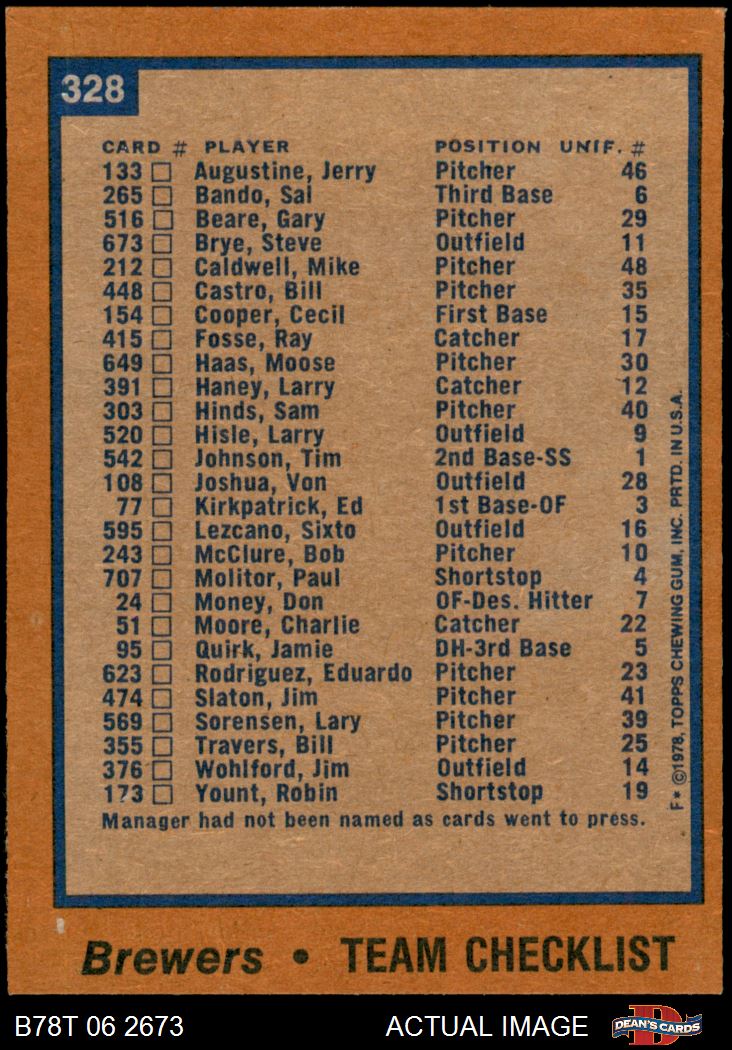 328
CARD # PLAYER POSITION UNIF. #
133 Augustine, Jerry Pitcher 46
265 Bando, Sal Third Base 6
516 Beare, Gary Pitcher 29
673 Brye, Steve Outfield 11
212 Caldwell, Mike Pitcher 48
448 Castro, Bill Pitcher 35
154 Cooper, Cecil First Base 15
415 Fosse, Ray Catcher 17
649 Haas, Moose Pitcher 30
391 Haney, Larry Catcher 12
303 Hinds, Sam Pitcher 40
520 Hisle, Larry Outfield 9
542 Johnson, Tim 2nd Base-SS 1
108 Joshua, Von Outfield 28
77 Kirkpatrick, Ed 1st Base-OF 3
595 Lezcano, Sixto Outfield 16
243 McClure, Bob Pitcher 10
707 Molitor, Paul Shortstop 4
24 Money, Don OF-Des. Hitter 7
51 Moore, Charlie Catcher 22
95 Quirk, Jamie DH-3rd Base 5
623 Rodriguez, Eduardo Pitcher 23
474 Slaton, Jim Pitcher 41
569 Sorensen, Lary Pitcher 39
355 Travers, Bill Pitcher 25
376 Wohlford, Jim Outfield 14
173 Yount, Robin Shortstop 19
Manager had not been named as cards went to press.
F* ©1978, TOPPS CHEWING GUM, INC. PRTD. IN U.S.A.
Brewers • TEAM CHECKLIST
B78T 06 2673 ACTUAL IMAGE
D
DEAN'S CARDS